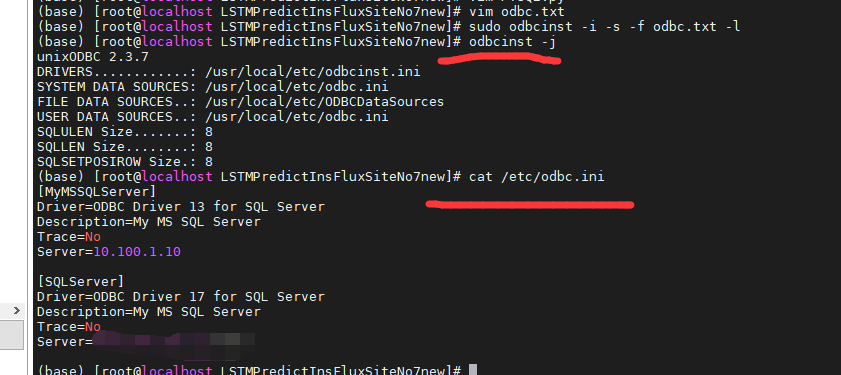 (base) [root@localhost LSTMPredictInsFluxSiteNo7new]# vim odbc.txt
(base) [root@localhost LSTMPredictInsFluxSiteNo7new]# sudo odbcinst -i -s -f odbc.txt -l
(base) [root@localhost LSTMPredictInsFluxSiteNo7new]# odbcinst -j
unixODBC 2.3.7
DRIVERS............: /usr/local/etc/odbcinst.ini
SYSTEM DATA SOURCES: /usr/local/etc/odbc.ini
FILE DATA SOURCES..: /usr/local/etc/ODBCDataSources
USER DATA SOURCES..: /usr/local/etc/odbc.ini
SQLULEN Size.......: 8
SQLLEN Size........: 8
SQLSETPOSIROW Size.: 8
(base) [root@localhost LSTMPredictInsFluxSiteNo7new]# cat /etc/odbc.ini
[MyMSSQLServer]
Driver=ODBC Driver 13 for SQL Server
Description=My MS SQL Server
Trace=No
Server=10.100.1.10
[SQLServer]
Driver=ODBC Driver 17 for SQL Server
Description=My MS SQL Server
Trace=No
Server=
(base) [root@localhost LSTMPredictInsFluxSiteNo7new]#